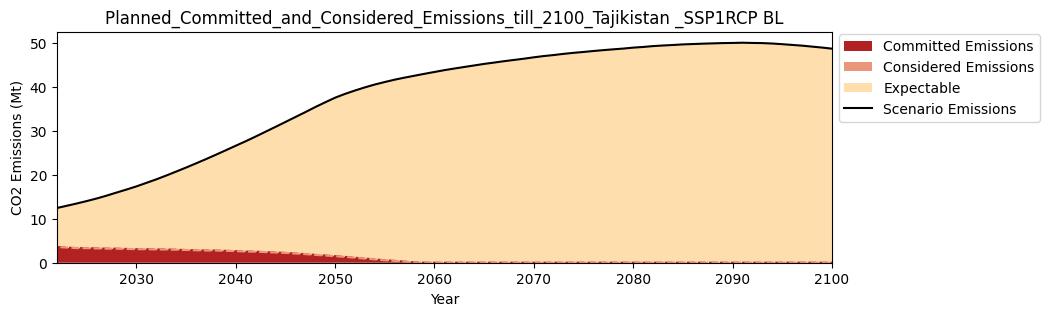 Planned_Committed_and_Considered_Emissions_till_2100_Tajikistan _SSP1RCP BL
CO2 Emissions (Mt)
50
40
30
20
10
0
2030 2040 2050 2060 2070 2080 2090 2100
Year
Committed Emissions
Considered Emissions
Expectable
Scenario Emissions